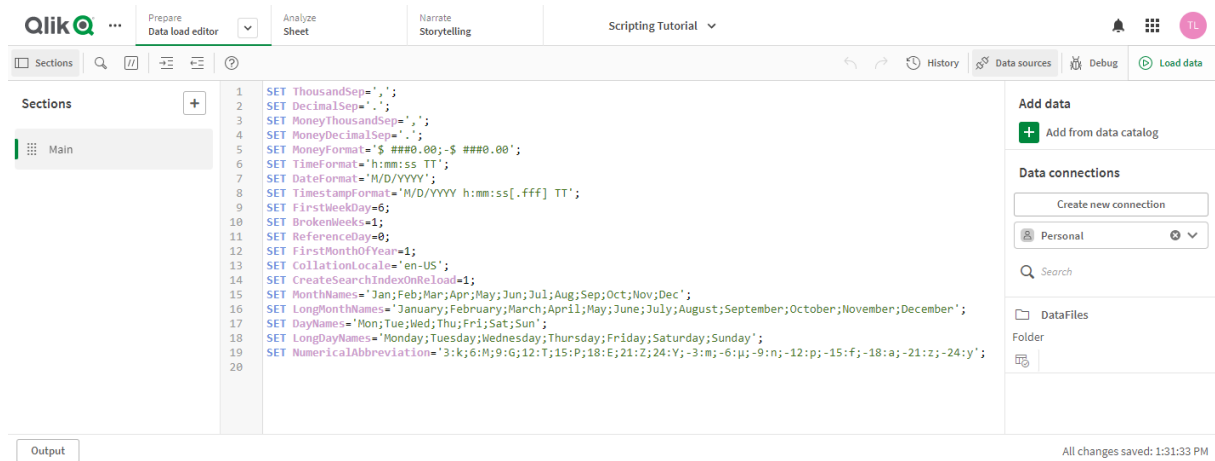 Qlik
Prepare
Data load editor
Analyze
Sheet
Narrate
Storytelling
Scripting Tutorial
TL
Sections
History
Data sources
Debug
Load data
Sections
+
Main
1 SET ThousandSep=',';
2 SET DecimalSep='.';
3 SET MoneyThousandSep=',';
4 SET MoneyDecimalSep='.';
5 SET MoneyFormat='$ ###0.00;-$ ###0.00';
6 SET TimeFormat='h:mm:ss TT';
7 SET DateFormat='M/D/YYYY';
8 SET TimestampFormat='M/D/YYYY h:mm:ss[.fff] TT';
9 SET FirstWeekDay=6;
10 SET BrokenWeeks=1;
11 SET ReferenceDay=0;
12 SET FirstMonthOfYear=1;
13 SET CollationLocale='en-US';
14 SET CreateSearchIndexOnReload=1;
15 SET MonthNames='Jan;Feb;Mar;Apr;May;Jun;Jul;Aug;Sep;Oct;Nov;Dec';
16 SET LongMonthNames='January;February;March;April;May;June;July;August;September;October;November;December';
17 SET DayNames='Mon;Tue;Wed;Thu;Fri;Sat;Sun';
18 SET LongDayNames='Monday;Tuesday;Wednesday;Thursday;Friday;Saturday;Sunday';
19 SET NumericalAbbreviation='3:k;6:M;9:G;12:T;15:P;18:E;21:Z;24:Y;-3:m;-6:μ;-9:n;-12:p;-15:f;-18:a;-21:z;-24:y';
20
Add data
Add from data catalog
Data connections
Create new connection
Personal
Search
DataFiles
Folder
Output
All changes saved: 1:31:33 PM